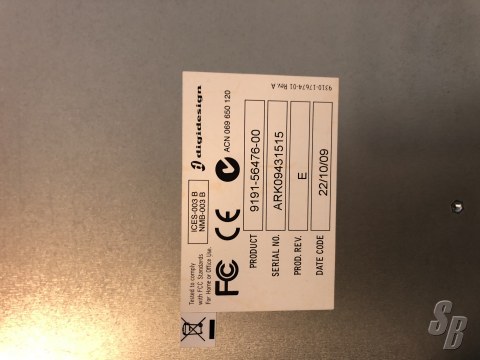 Tested to comply
with FCC Standards
For Home or Office Use.
ICES-003 B
NMB-003 B
digidesign
FC CE
ACN 069 650 120
PRODUCT 9191-56476-00
SERIAL NO. ARK09431515
PROD. REV. E
DATE CODE 22/10/09
9310-17674-01 Rev. A
SB